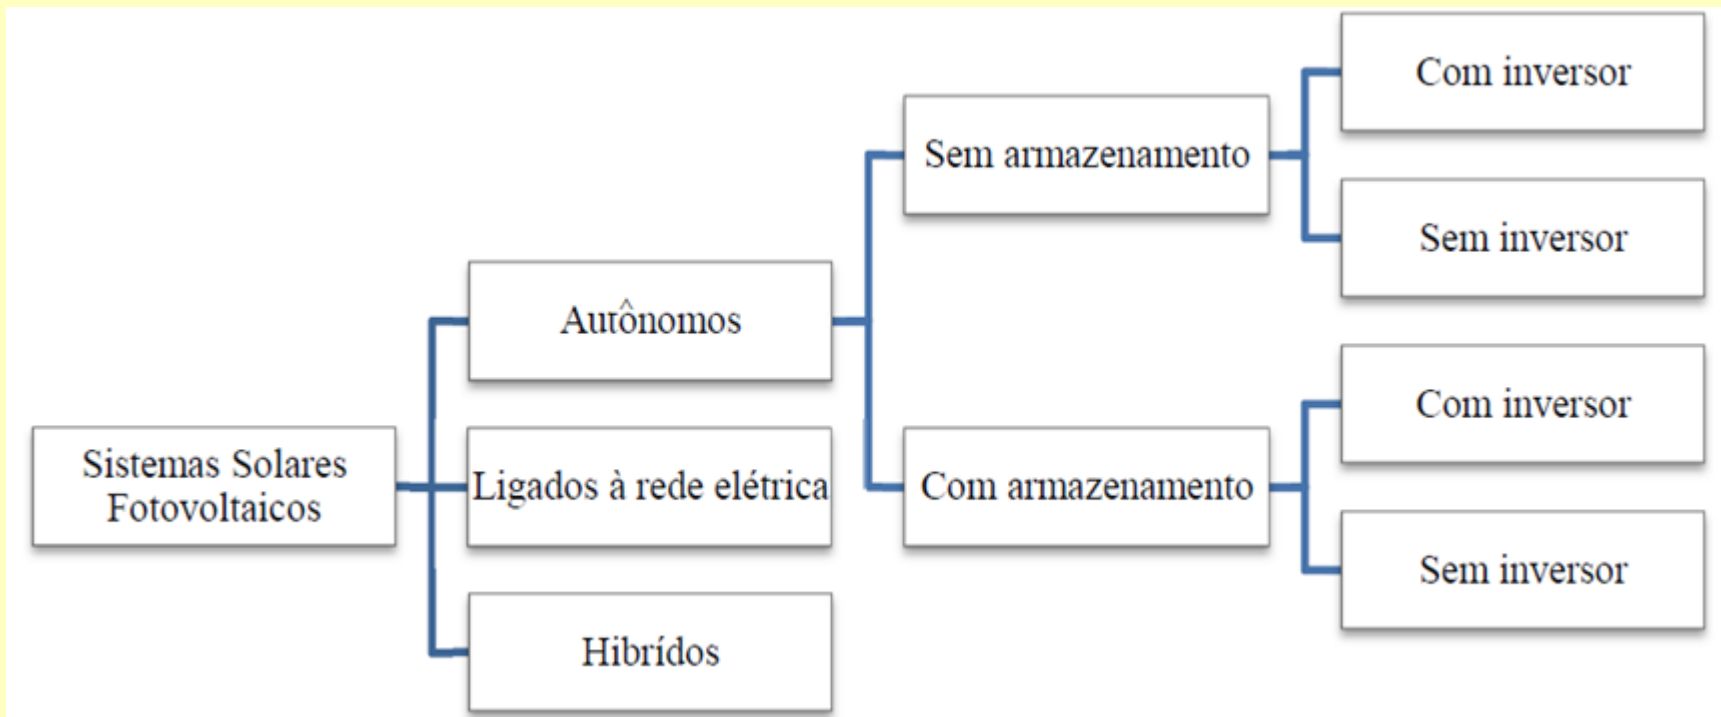 Sistemas Solares
Fotovoltaicos
Autônomos
Ligados à rede elétrica
Hibrídos
Sem armazenamento
Com armazenamento
Com inversor
Sem inversor
Com inversor
Sem inversor